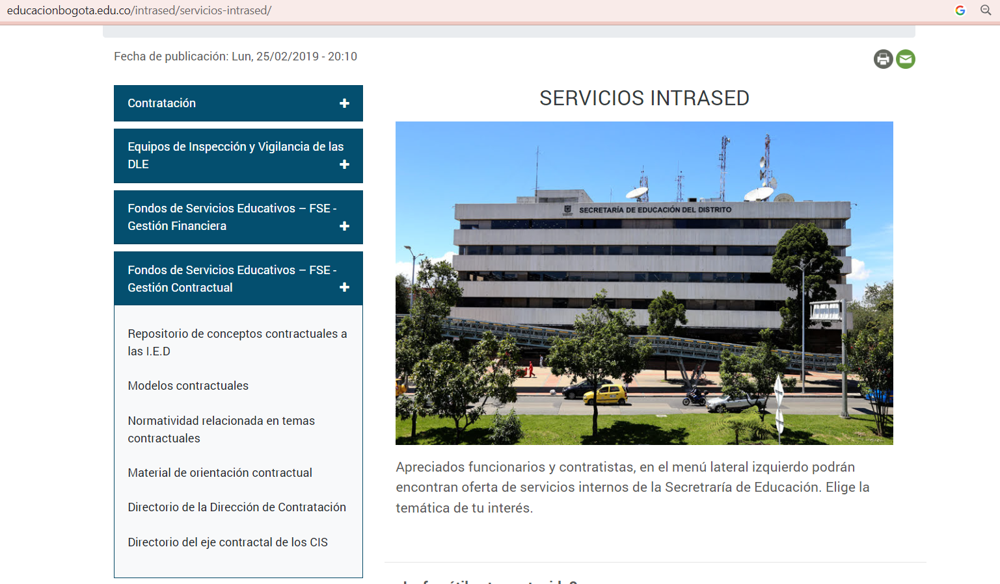 educacionbogota.edu.co/intrased/servicios-intrased/
Fecha de publicación: Lun, 25/02/2019 - 20:10
Contratación
Equipos de Inspección y Vigilancia de las
DLE
Fondos de Servicios Educativos – FSE -
Gestión Financiera
Fondos de Servicios Educativos – FSE -
Gestión Contractual
Repositorio de conceptos contractuales a
las I.E.D
Modelos contractuales
Normatividad relacionada en temas
contractuales
Material de orientación contractual
Directorio de la Dirección de Contratación
Directorio del eje contractal de los CIS
SERVICIOS INTRASED
SECRETARÍA DE EDUCACIÓN DEL DISTRITO
Apreciados funcionarios y contratistas, en el menú lateral izquierdo podrán
encontran oferta de servicios internos de la Secretraría de Educación. Elige la
temática de tu interés.